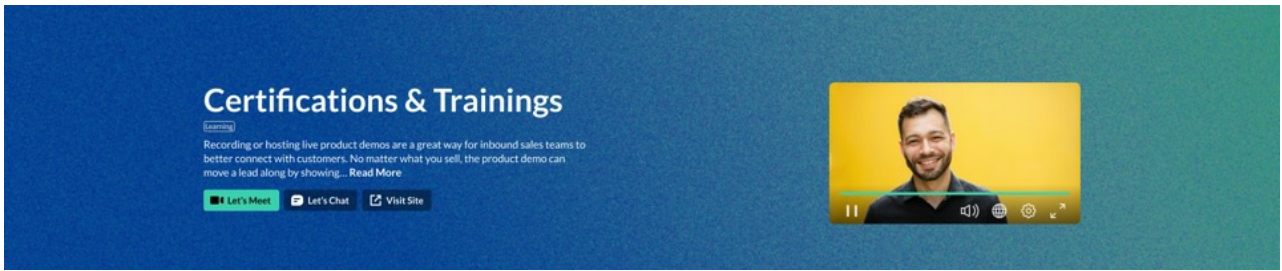 Certifications & Trainings
Learning
Recording or hosting live product demos are a great way for inbound sales teams to
better connect with customers. No matter what you sell, the product demo can
move a lead along by showing... Read More
Let's Meet Let's Chat Visit Site